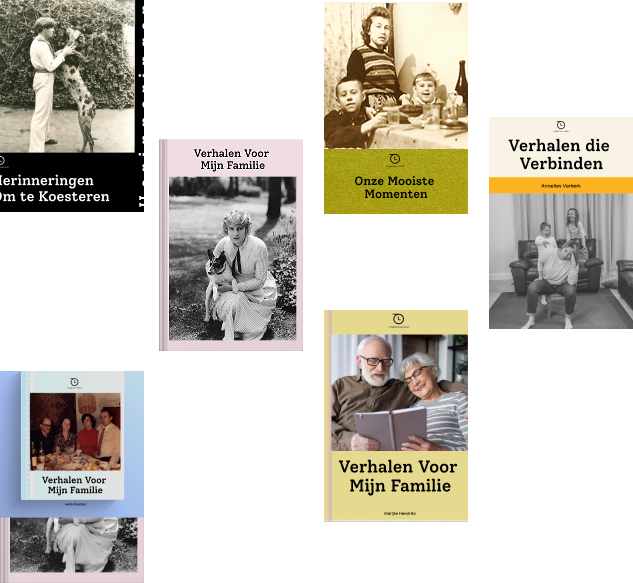 Herinneringen
Om te Koesteren
Verhalen Voor
Mijn Familie
Onze Mooiste
Momenten
Verhalen die
Verbinden
Annelies Verkerk
Verhalen Voor
Mijn Familie
Verhalen Voor
Mijn Familie
Marijke Hendriks